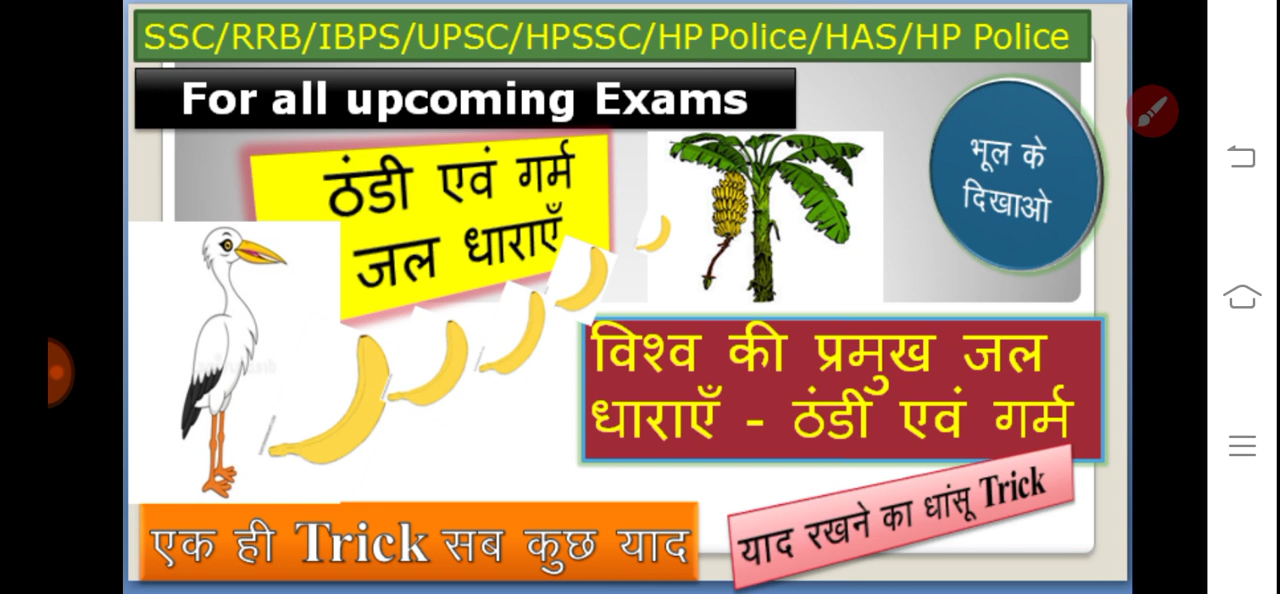 SSC/RRB/IBPS/UPSC/HPSSC/HP Police/HAS/HP Police
For all upcoming Exams
भूल के
दिखाओ
ठंडी एवं गर्म
जल धाराएँ
विश्व की प्रमुख जल
धाराएँ - ठंडी एवं गर्म
याद रखने का धांसू Trick
एक ही Trick सब कुछ याद